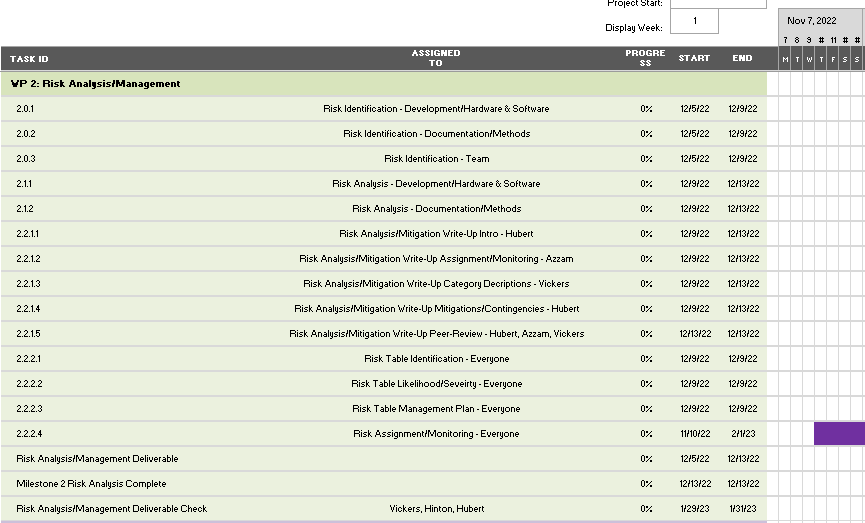 Project Start:
Display Week: 1 Nov 7, 2022
7 8 9 # 11 # #
TASK ID ASSIGNED TO PROGRESS START END M T W T F S S
WP 2: Risk Analysis/Management
2.0.1 Risk Identification - Development/Hardware & Software 0% 12/5/22 12/9/22
2.0.2 Risk Identification - Documentation/Methods 0% 12/5/22 12/9/22
2.0.3 Risk Identification - Team 0% 12/5/22 12/9/22
2.1.1 Risk Analysis - Development/Hardware & Software 0% 12/9/22 12/13/22
2.1.2 Risk Analysis - Documentation/Methods 0% 12/9/22 12/13/22
2.2.1.1 Risk Analysis/Mitigation Write-Up Intro - Hubert 0% 12/9/22 12/13/22
2.2.1.2 Risk Analysis/Mitigation Write-Up Assignment/Monitoring - Azzam 0% 12/9/22 12/13/22
2.2.1.3 Risk Analysis/Mitigation Write-Up Category Decriptions - Vickers 0% 12/9/22 12/13/22
2.2.1.4 Risk Analysis/Mitigation Write-Up Mitigations/Contingencies - Hubert 0% 12/9/22 12/13/22
2.2.1.5 Risk Analysis/Mitigation Write-Up Peer-Review - Hubert, Azzam, Vickers 0% 12/13/22 12/13/22
2.2.2.1 Risk Table Identification - Everyone 0% 12/9/22 12/9/22
2.2.2.2 Risk Table Likelihood/Seveirty - Everyone 0% 12/9/22 12/9/22
2.2.2.3 Risk Table Management Plan - Everyone 0% 12/9/22 12/9/22
2.2.2.4 Risk Assignment/Monitoring - Everyone 0% 11/10/22 2/1/23
Risk Analysis/Management Deliverable 0% 12/5/22 12/13/22
Milestone 2 Risk Analysis Complete 0% 12/13/22 12/13/22
Risk Analysis/Management Deliverable Check Vickers, Hinton, Hubert 0% 1/29/23 1/31/23